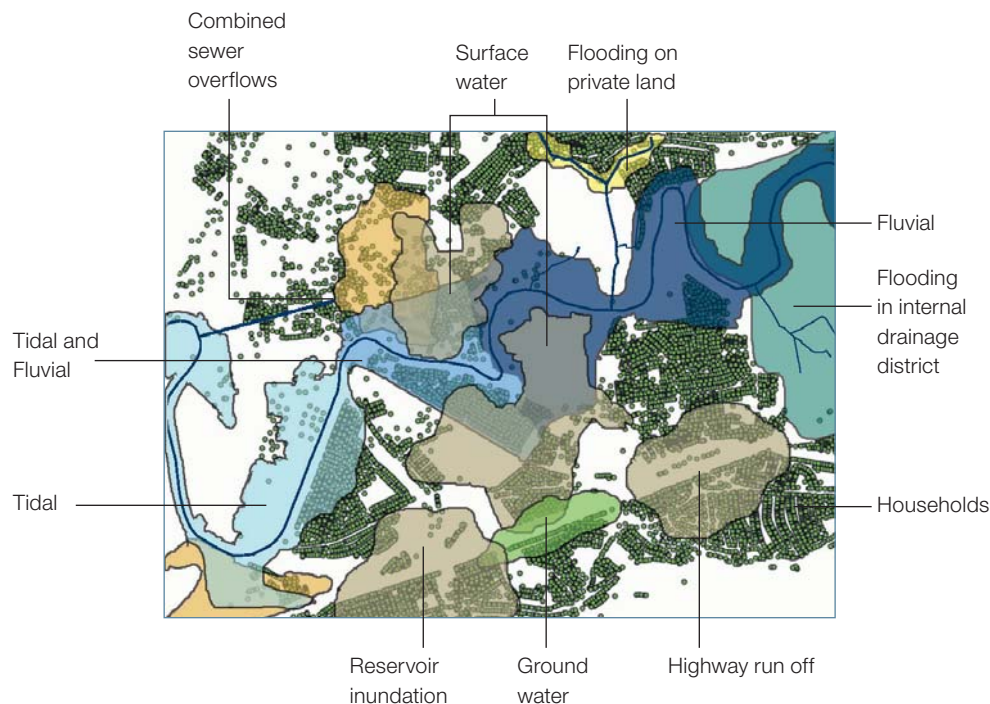 Combined
sewer
overflows
Surface
water
Flooding on
private land
Fluvial
Flooding
in internal
drainage
district
Tidal and
Fluvial
Tidal
Households
Reservoir
inundation
Ground
water
Highway run off